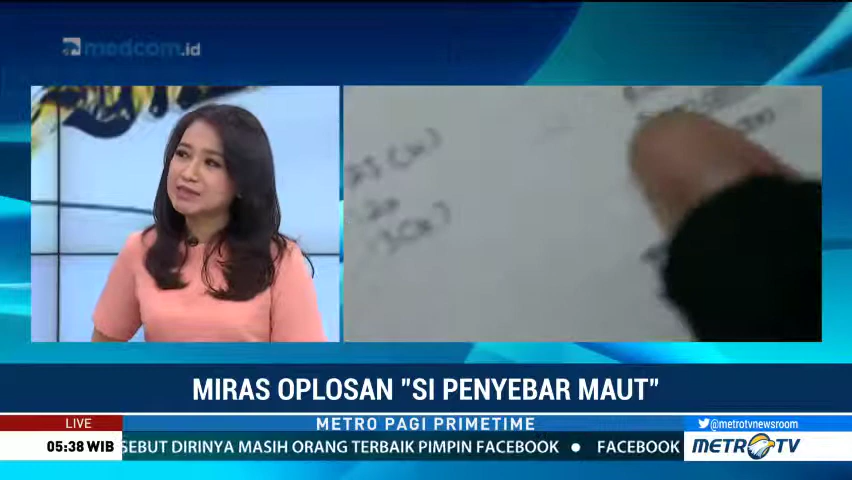 medcom.id
MIRAS OPLOSAN "SI PENYEBAR MAUT"
LIVE
METRO PAGI PRIMETIME
@metrotvnewsroom
05:38 WIB
SEBUT DIRINYA MASIH ORANG TERBAIK PIMPIN FACEBOOK ● FACEBOOK
METRO TV